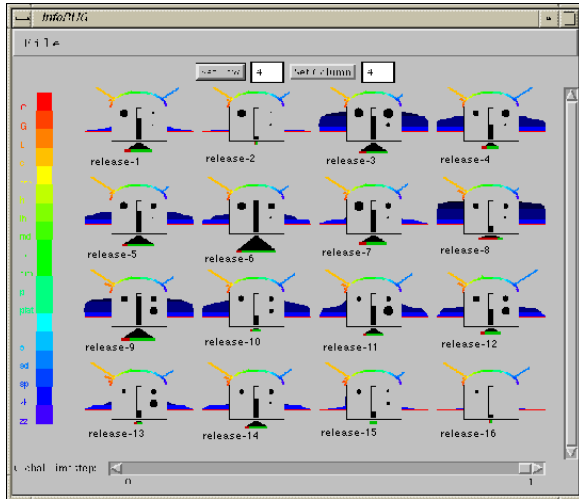 InfoBUG
File
4 Set Column 4
release-1 release-2 release-3 release-4
release-5 release-6 release-7 release-8
release-9 release-10 release-11 release-12
release-13 release-14 release-15 release-16
zz
0 1